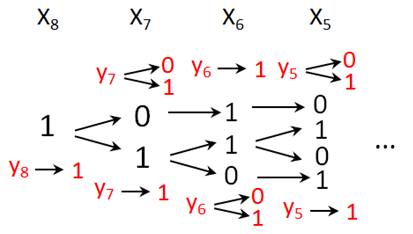 X8 X7 X6 X5
y7 0 1 y6 1 y5 0 1
0 1 0
1 1 1 0 ...
1 0 1
y8 1 y7 1 y6 0 1 y5 1